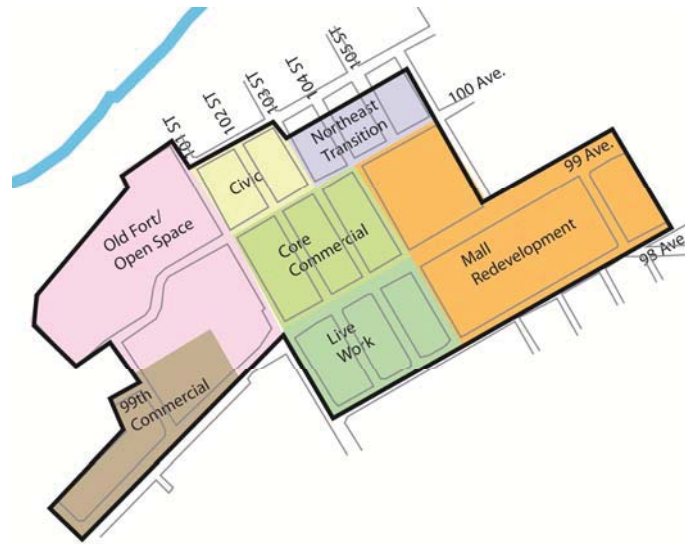 101 ST
102 ST
103 ST
104 ST
105 ST
100 Ave.
Northeast
Transition
Civic
99 Ave.
Old Fort/
Open Space
Core
Commercial
Mall
Redevelopment
98 Ave.
Live
Work
99th
Commercial